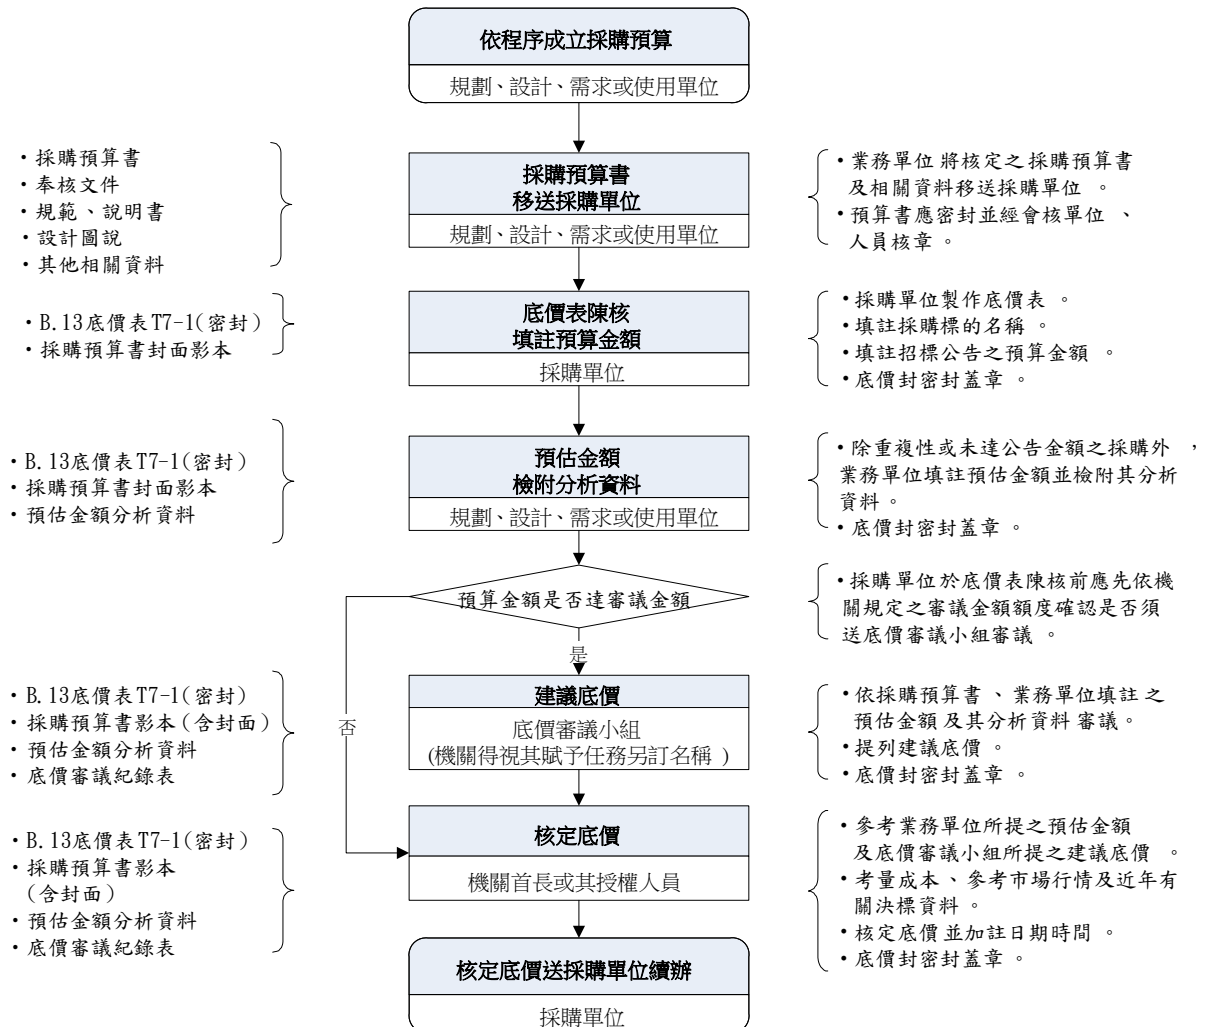 依程序成立採購預算
規劃、設計、需求或使用單位
・採購預算書
・奉核文件
・規範、說明書
・設計圖說
・其他相關資料
採購預算書
移送採購單位
規劃、設計、需求或使用單位
・業務單位 將核定之採購預算書
及相關資料移送採購單位 。
・預算書應密封並經會核單位 、
人員核章。
・B.13底價表T7-1(密封)
・採購預算書封面影本
底價表陳核
填註預算金額
採購單位
・採購單位製作底價表 。
・填註採購標的名稱。
・填註招標公告之預算金額 。
・底價封密封蓋章。
・B.13底價表T7-1(密封)
・採購預算書封面影本
・預估金額分析資料
預估金額
檢附分析資料
規劃、設計、需求或使用單位
・除重複性或未達公告金額之採購外 ，
業務單位填註預估金額並檢附其分析
資料。
・底價封密封蓋章。
預算金額是否達審議金額
・採購單位於底價表陳核前應先依機
關規定之審議金額額度確認是否須
送底價審議小組審議 。
是
否
・B.13底價表T7-1(密封)
・採購預算書影本(含封面)
・預估金額分析資料
・底價審議紀錄表
建議底價
底價審議小組
(機關得視其賦予任務另訂名稱 )
・依採購預算書 、業務單位填註之
預估金額及其分析資料審議。
・提列建議底價。
・底價封密封蓋章。
・B.13底價表T7-1(密封)
・採購預算書影本
(含封面)
・預估金額分析資料
・底價審議紀錄表
核定底價
機關首長或其授權人員
・參考業務單位所提之預估金額
及底價審議小組所提之建議底價 。
・考量成本、參考市場行情及近年有
關決標資料。
・核定底價並加註日期時間 。
・底價封密封蓋章。
核定底價送採購單位續辦
採購單位